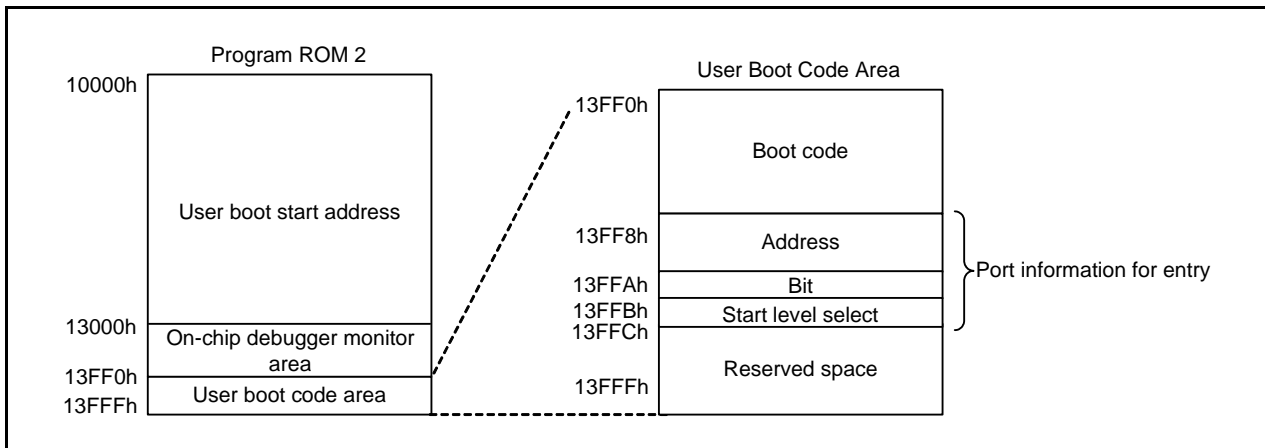 Program ROM 2
10000h
User boot start address
13000h
On-chip debugger monitor
area
13FF0h
User boot code area
13FFFh
User Boot Code Area
13FF0h
Boot code
13FF8h
Address
13FFAh
Bit
13FFBh
Start level select
13FFCh
Reserved space
13FFFh
Port information for entry